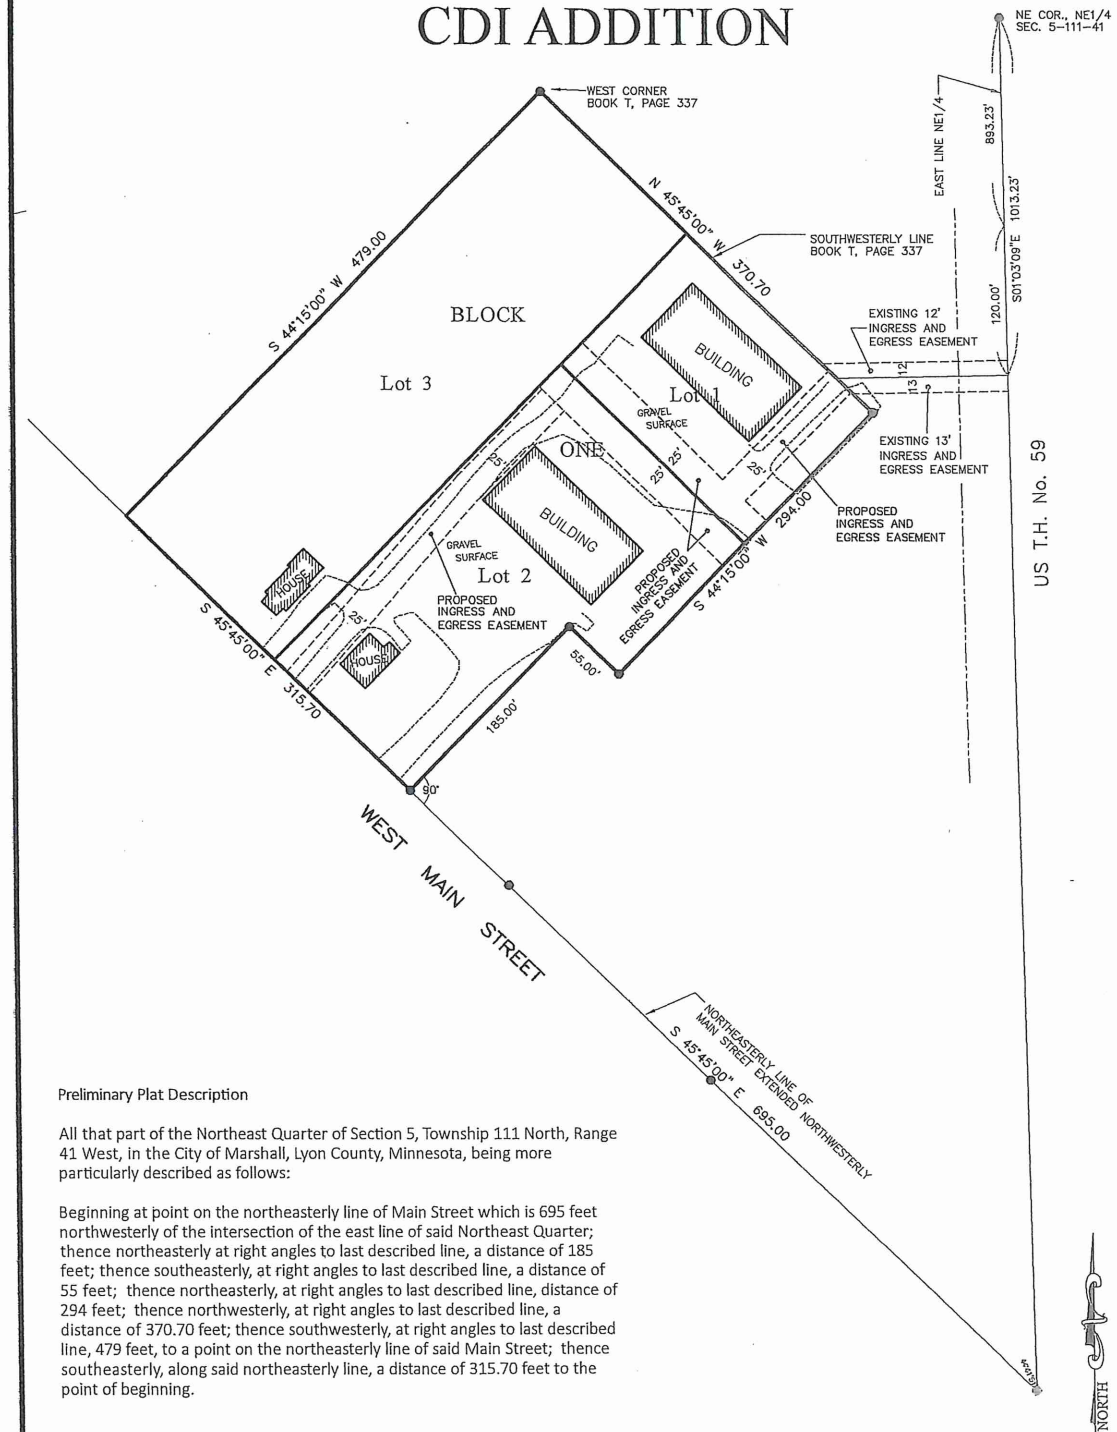 CDI ADDITION
NE COR., NE1/4
SEC. 5-111-41
WEST CORNER
BOOK T, PAGE 337
EAST LINE NE1/4
893.23'
S01°03'09"E 1013.23'
120.00'
N 45°45'00" W 370.70
SOUTHWESTERLY LINE
BOOK T, PAGE 337
S 44°15'00" W 479.00
BLOCK
EXISTING 12'
INGRESS AND
EGRESS EASEMENT
12
13
BUILDING
Lot 3
Lot 1
GRAVEL
SURFACE
EXISTING 13'
INGRESS AND
EGRESS EASEMENT
US T.H. No. 59
ONE
25'
25'
25'
25'
S 44°15'00" W 294.00
PROPOSED
INGRESS AND
EGRESS EASEMENT
BUILDING
GRAVEL
SURFACE
Lot 2
PROPOSED
INGRESS AND
EGRESS EASEMENT
PROPOSED
INGRESS AND
EGRESS EASEMENT
HOUSE
25'
HOUSE
S 45°45'00" E 315.70
55.00'
185.00'
90°
WEST MAIN STREET
NORTHEASTERLY LINE OF
MAIN STREET EXTENDED NORTHWESTERLY
S 45°45'00" E 695.00
Preliminary Plat Description
All that part of the Northeast Quarter of Section 5, Township 111 North, Range
41 West, in the City of Marshall, Lyon County, Minnesota, being more
particularly described as follows:
Beginning at point on the northeasterly line of Main Street which is 695 feet
northwesterly of the intersection of the east line of said Northeast Quarter;
thence northeasterly at right angles to last described line, a distance of 185
feet; thence southeasterly, at right angles to last described line, a distance of
55 feet; thence northeasterly, at right angles to last described line, distance of
294 feet; thence northwesterly, at right angles to last described line, a
distance of 370.70 feet; thence southwesterly, at right angles to last described
line, 479 feet, to a point on the northeasterly line of said Main Street; thence
southeasterly, along said northeasterly line, a distance of 315.70 feet to the
point of beginning.
NORTH